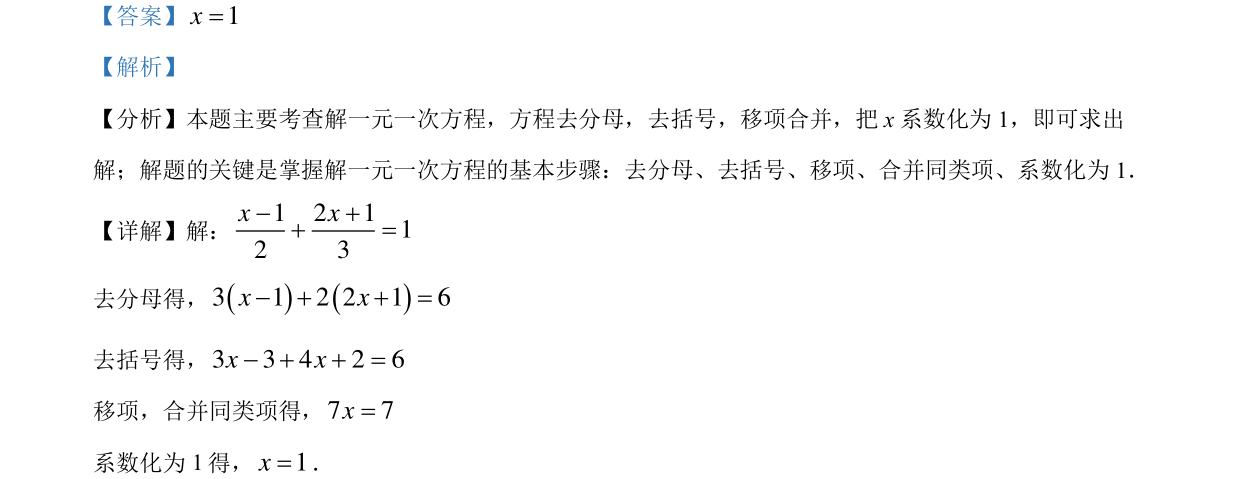 【答案】x=1
【解析】
【分析】本题主要考查解一元一次方程，方程去分母，去括号，移项合并，把 x 系数化为 1，即可求出
解；解题的关键是掌握解一元一次方程的基本步骤：去分母、去括号、移项、合并同类项、系数化为 1．
【详解】解：\frac{x-1}{2}+\frac{2x+1}{3}=1
去分母得，3(x-1)+2(2x+1)=6
去括号得，3x-3+4x+2=6
移项，合并同类项得，7x=7
系数化为 1 得，x=1．